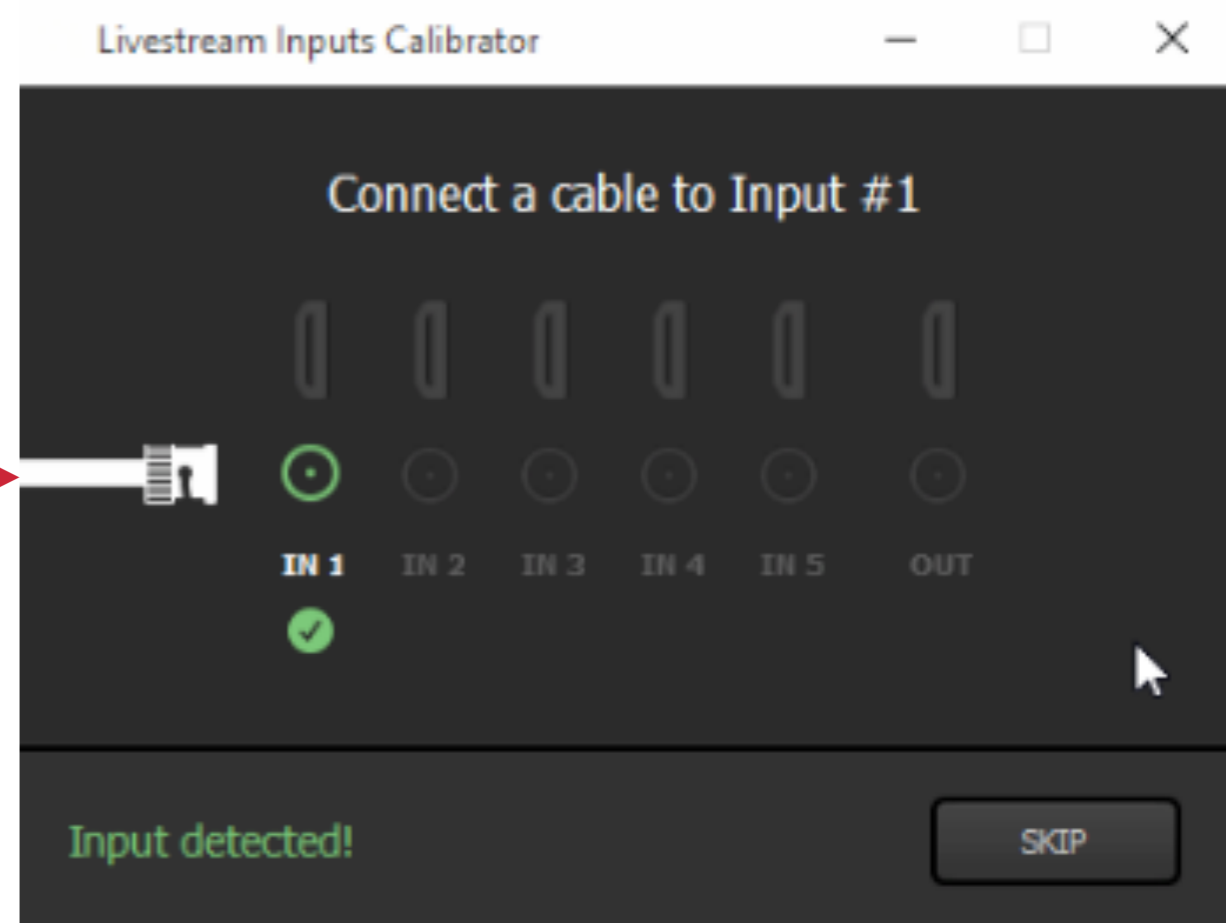 Livestream Inputs Calibrator
Connect a cable to Input #1
IN 1 IN 2 IN 3 IN 4 IN 5 OUT
Input detected!
SKIP